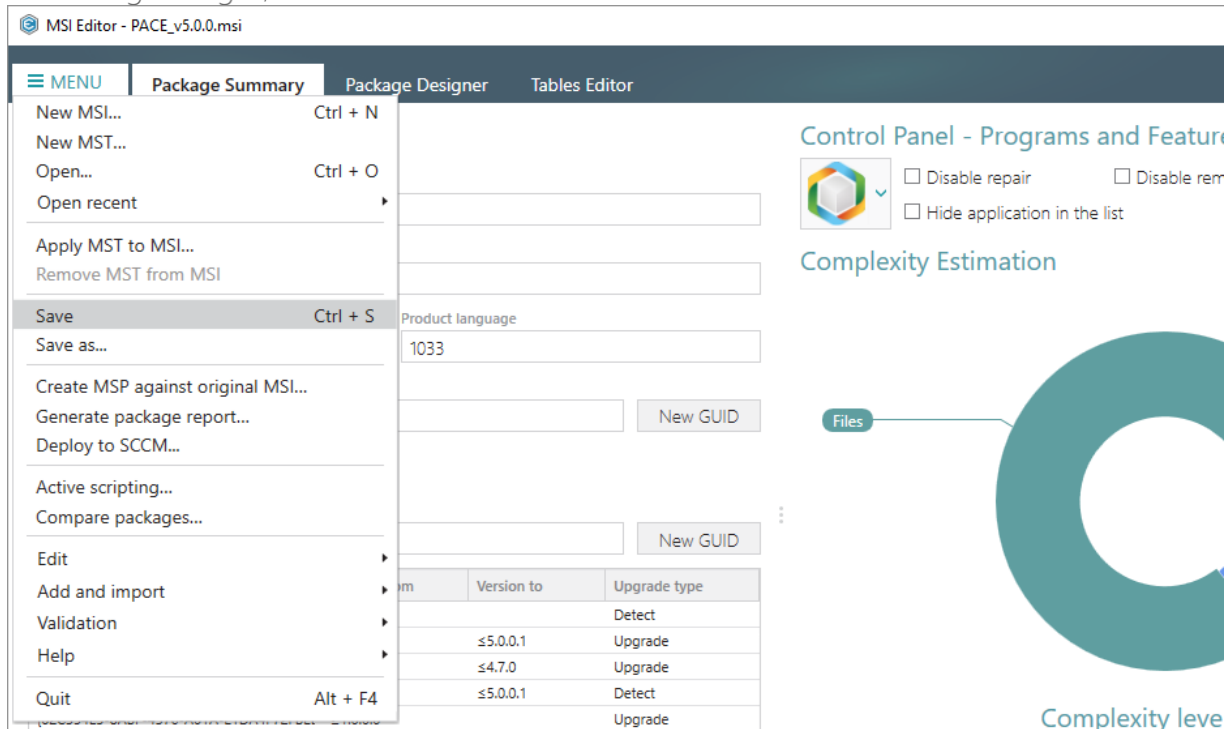 MSI Editor - PACE_v5.0.0.msi
MENU Package Summary Package Designer Tables Editor
New MSI... Ctrl + N
New MST...
Open... Ctrl + O
Open recent
Apply MST to MSI...
Remove MST from MSI
Save Ctrl + S
Save as...
Create MSP against original MSI...
Generate package report...
Deploy to SCCM...
Active scripting...
Compare packages...
Edit
Add and import
Validation
Help
Quit Alt + F4
Product language
1033
New GUID
New GUID
Version to Upgrade type
Detect
≤5.0.0.1 Upgrade
≤4.7.0 Upgrade
≤5.0.0.1 Detect
Upgrade
Control Panel - Programs and Feature
Disable repair Disable rem
Hide application in the list
Complexity Estimation
Files
Complexity leve